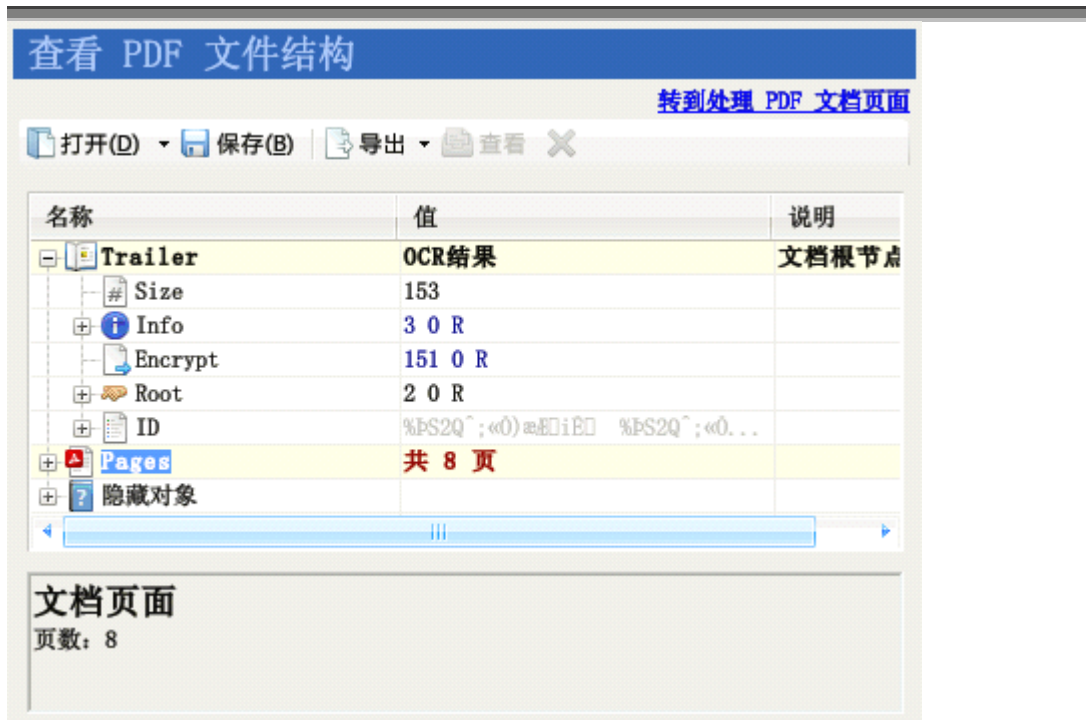 查看 PDF 文件结构
转到处理 PDF 文档页面
打开(D) 保存(B) 导出 查看
名称 值 说明
Trailer OCR结果 文档根节点
Size 153
Info 3 0 R
Encrypt 151 0 R
Root 2 0 R
ID
Pages 共 8 页
隐藏对象
文档页面
页数：8